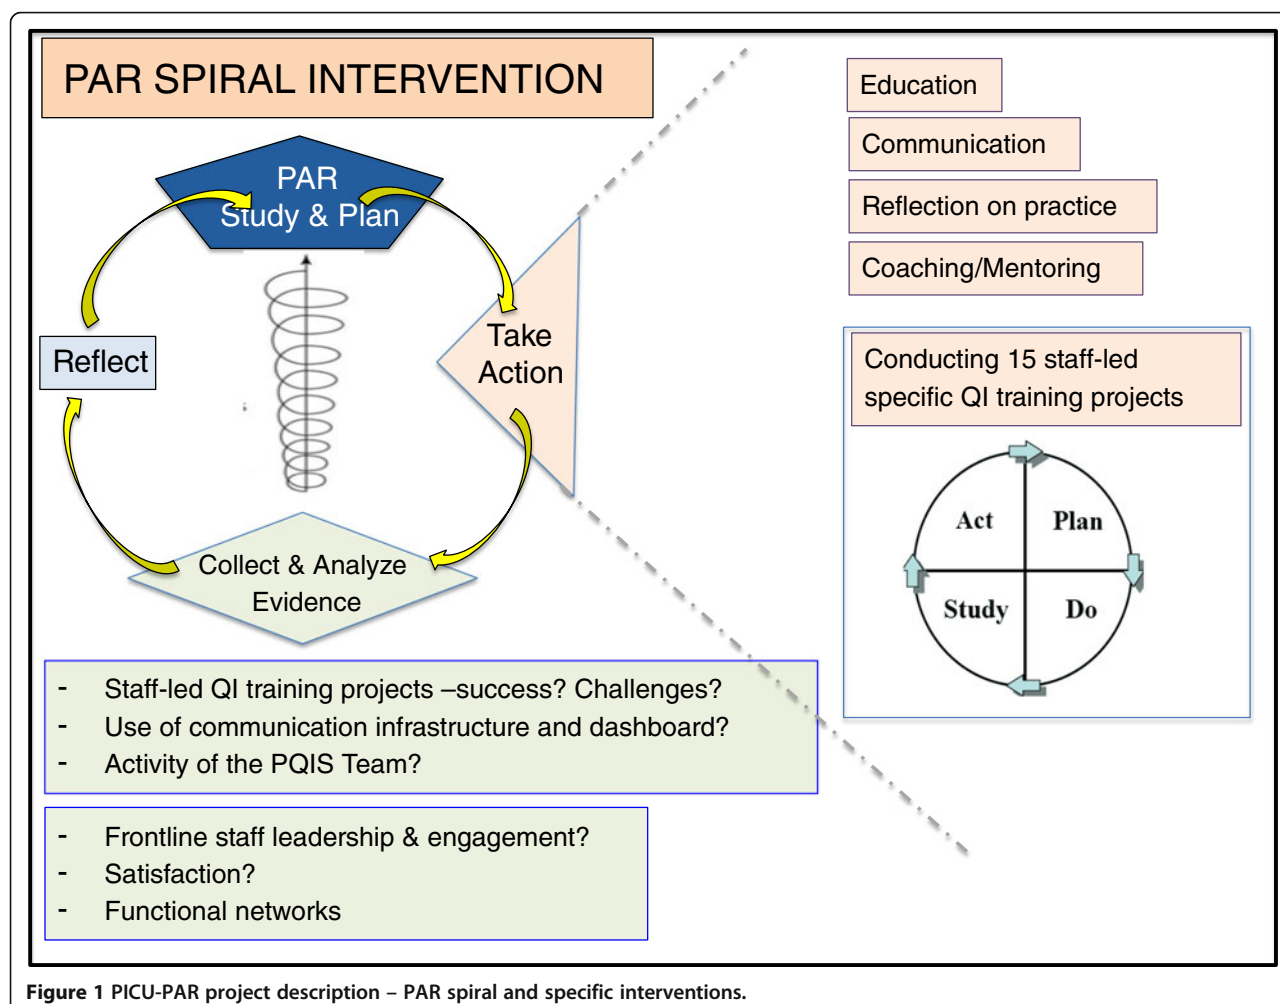 PAR SPIRAL INTERVENTION
PAR
Study & Plan
Take
Action
Collect & Analyze
Evidence
Reflect
- Staff-led QI training projects –success? Challenges?
- Use of communication infrastructure and dashboard?
- Activity of the PQIS Team?
- Frontline staff leadership & engagement?
- Satisfaction?
- Functional networks
Education
Communication
Reflection on practice
Coaching/Mentoring
Conducting 15 staff-led
specific QI training projects
Act
Plan
Study
Do
Figure 1 PICU-PAR project description – PAR spiral and specific interventions.